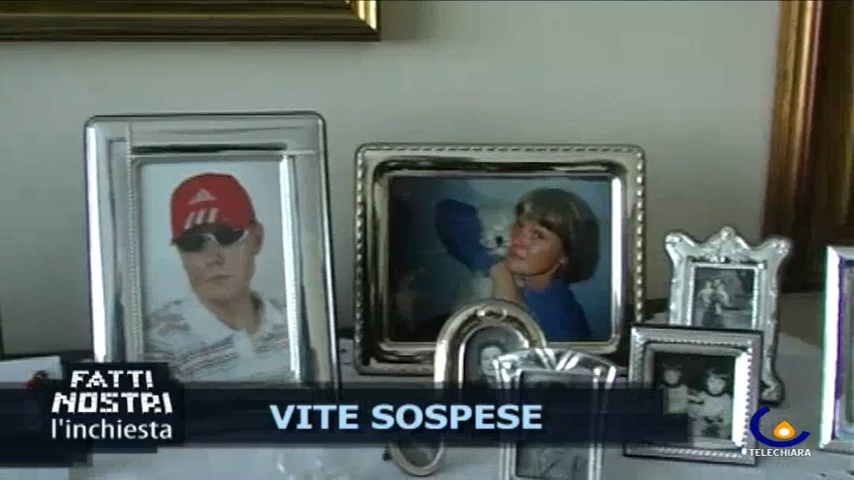 FATTI
NOSTRI
l'inchiesta
VITE SOSPESE
TELECHIARA